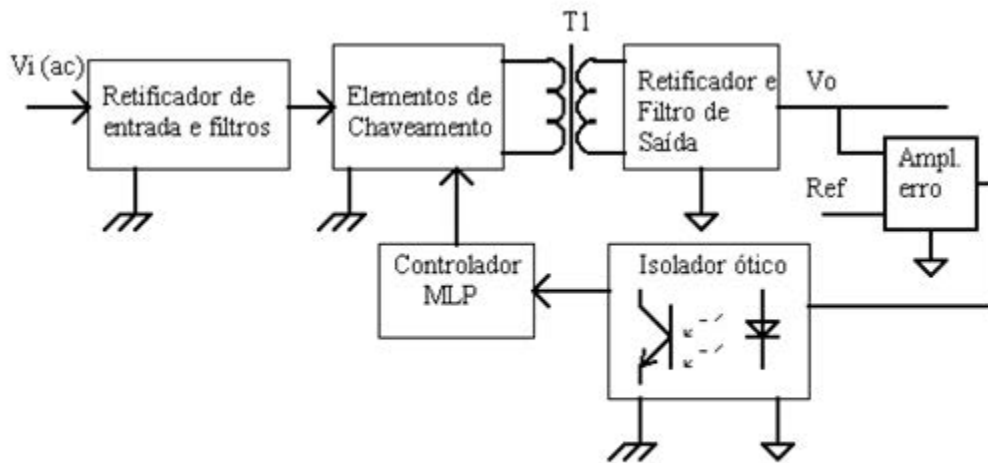 T1
Vi (ac)
Retificador de
entrada e filtros
Elementos de
Chaveamento
Retificador e
Filtro de
Saída
Vo
Ampl.
erro
Ref
Controlador
MLP
Isolador ótico